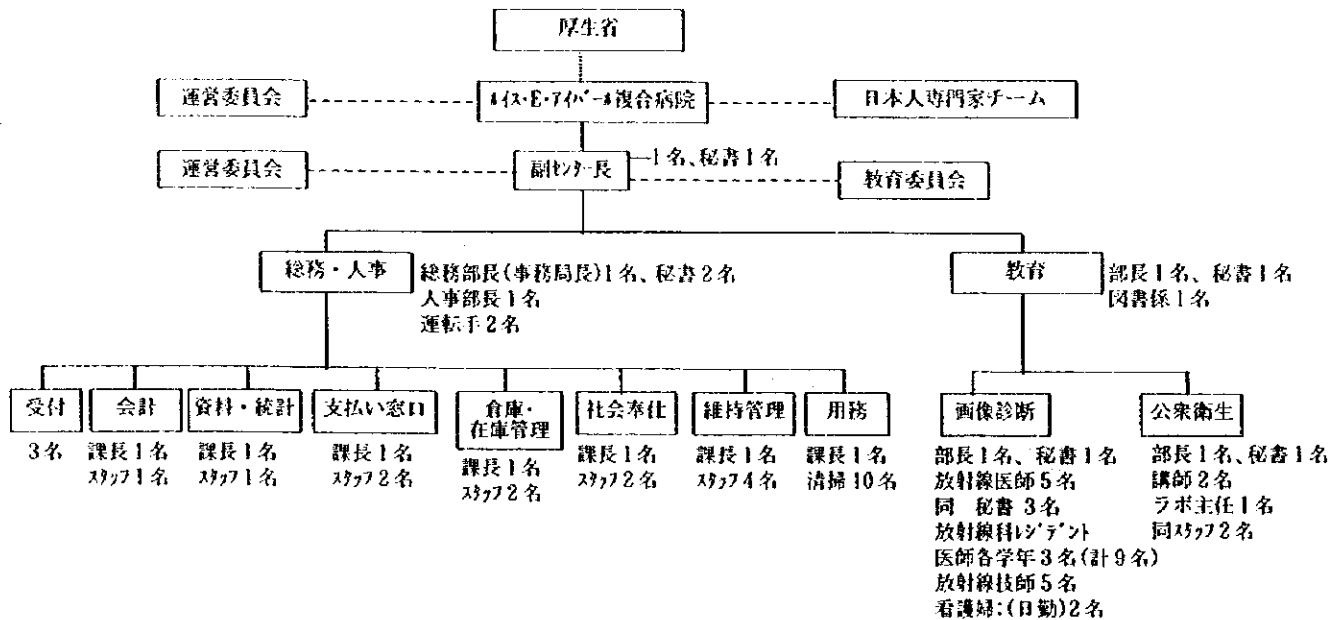 厚生省
運営委員会
ルイス・E・アイバール複合病院
日本人専門家チーム
運営委員会
副センター長
1名、秘書1名
教育委員会
総務・人事
総務部長(事務局長)1名、秘書2名
人事部長1名
運転手2名
教育
部長1名、秘書1名
図書係1名
受付
3名
会計
課長1名
スタッフ1名
資料・統計
課長1名
スタッフ1名
支払い窓口
課長1名
スタッフ2名
倉庫・
在庫管理
課長1名
スタッフ2名
社会奉仕
課長1名
スタッフ2名
維持管理
課長1名
スタッフ4名
用務
課長1名
清掃10名
画像診断
部長1名、秘書1名
放射線医師5名
同 秘書3名
放射線科レジデント
医師各学年3名(計9名)
放射線技師5名
看護婦:(日勤)2名
公衆衛生
部長1名、秘書1名
講師2名
ラボ主任1名
同スタッフ2名